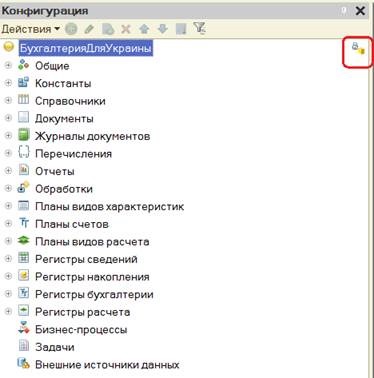 Конфигурация
Действия
БухгалтерияДляУкраины
Общие
Константы
Справочники
Документы
Журналы документов
Перечисления
Отчеты
Обработки
Планы видов характеристик
Планы счетов
Планы видов расчета
Регистры сведений
Регистры накопления
Регистры бухгалтерии
Регистры расчета
Бизнес-процессы
Задачи
Внешние источники данных